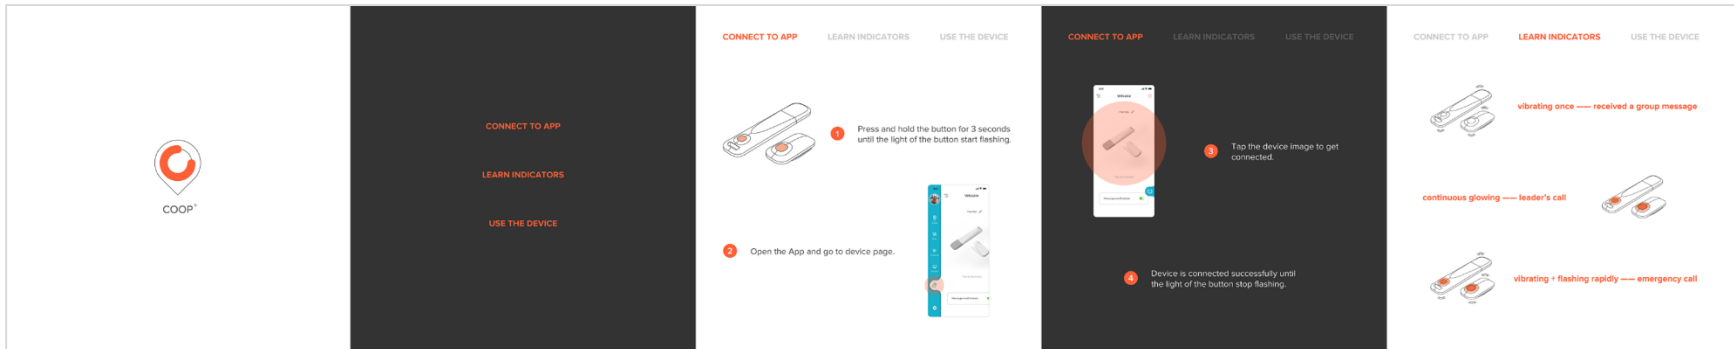 COOP®
CONNECT TO APP
LEARN INDICATORS
USE THE DEVICE
CONNECT TO APP LEARN INDICATORS USE THE DEVICE
1 Press and hold the button for 3 seconds
until the light of the button start flashing.
2 Open the App and go to device page.
Welcome
CONNECT TO APP LEARN INDICATORS USE THE DEVICE
Welcome
3 Tap the device image to get
connected.
4 Device is connected successfully until
the light of the button stop flashing.
CONNECT TO APP LEARN INDICATORS USE THE DEVICE
vibrating once —— received a group message
continuous glowing —— leader's call
vibrating + flashing rapidly —— emergency call